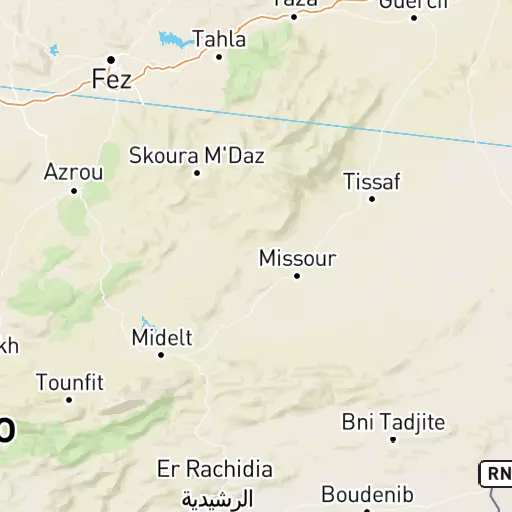 Taza
Guercif
Tahla
Fez
Skoura M'Daz
Azrou
Tissaf
Missour
Midelt
kh
Tounfit
o
Bni Tadjite
Er Rachidia
الرشيدية
RN
Boudenib